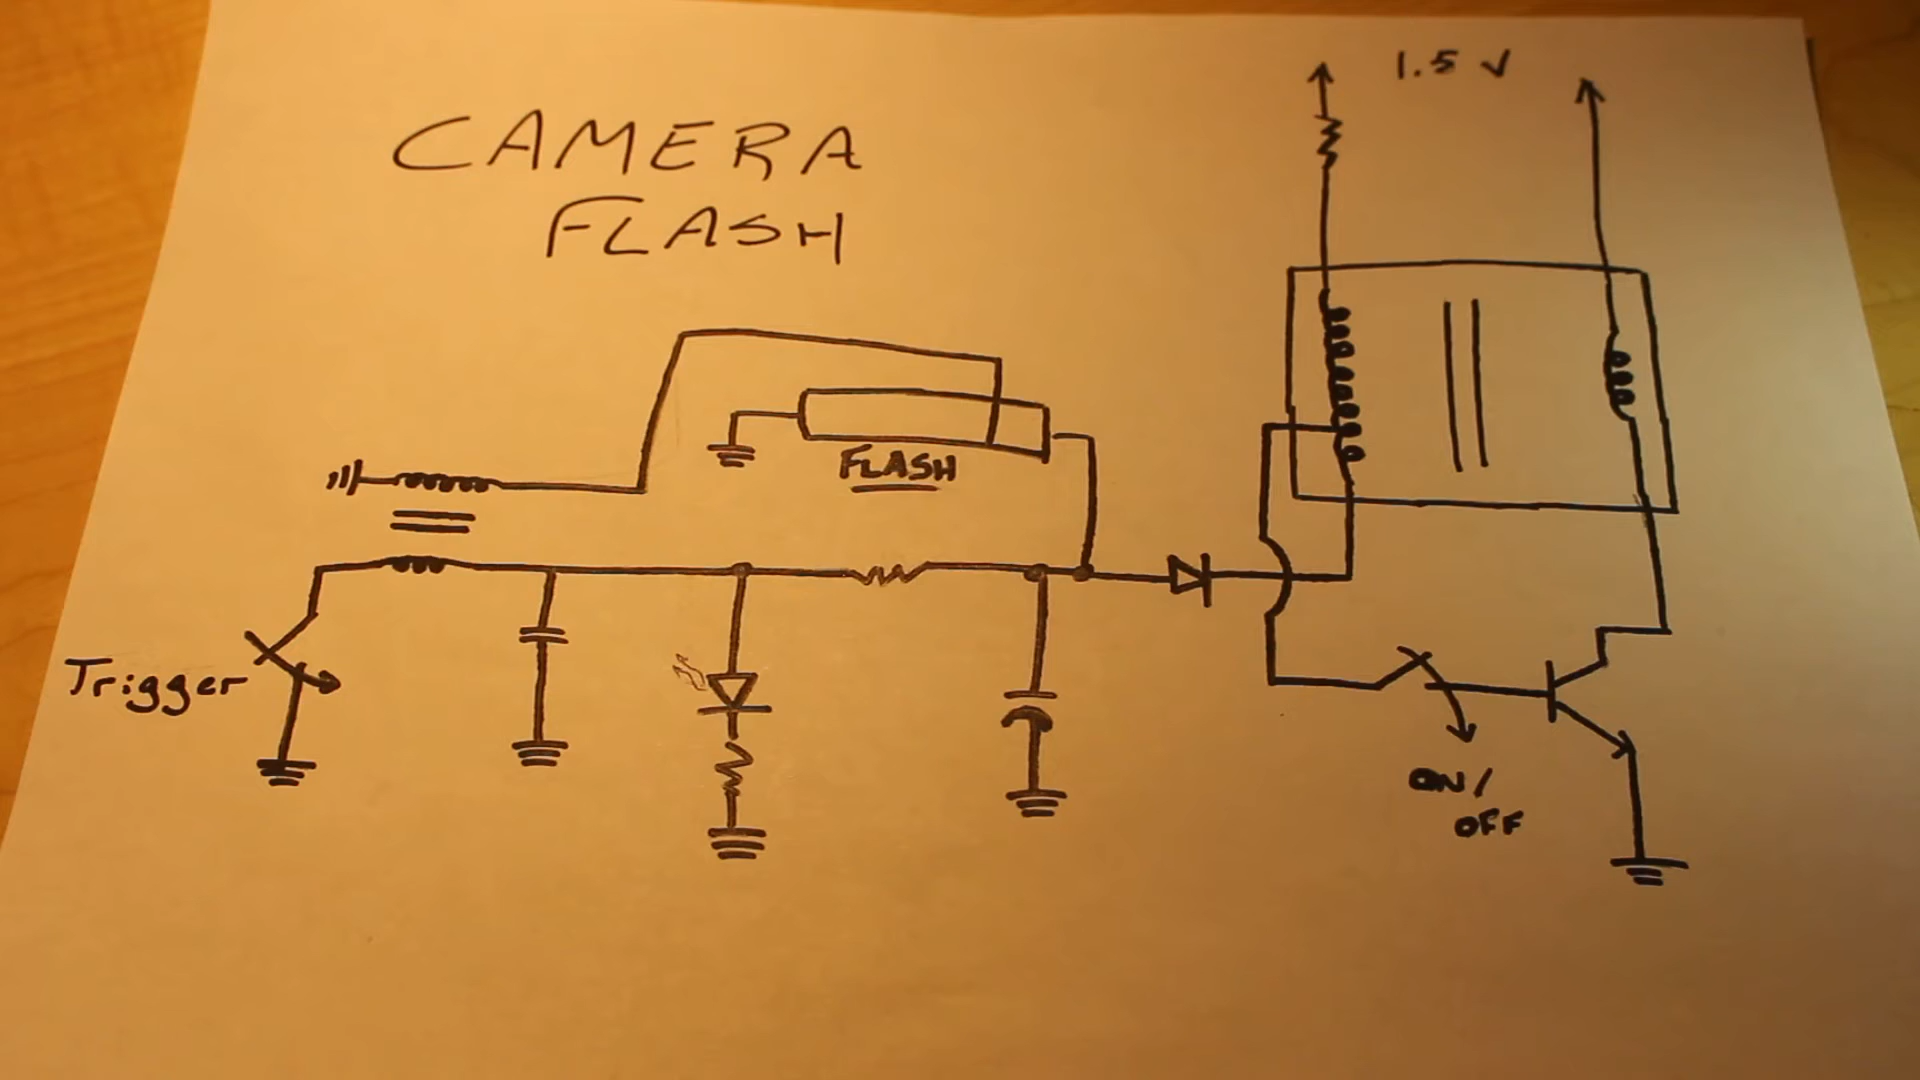 CAMERA
FLASH
1.5 V
FLASH
Trigger
ON/
OFF